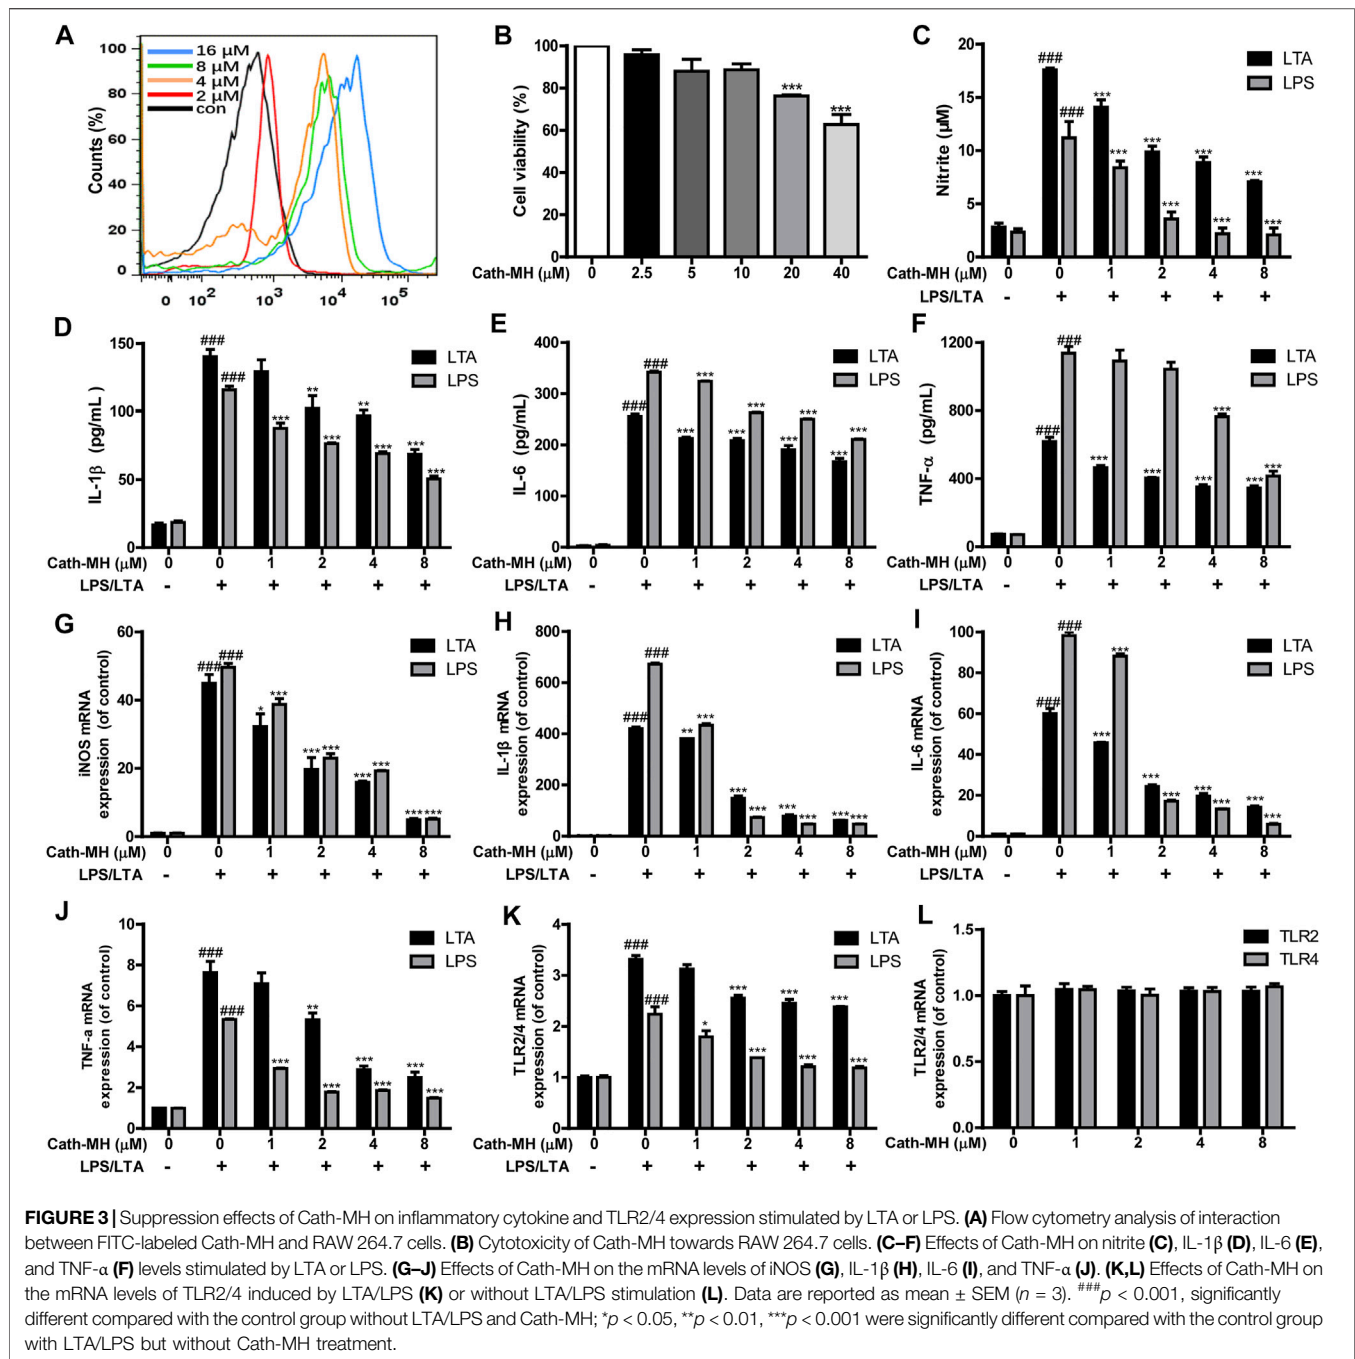 A
16 μM
8 μM
4 μM
2 μM
con
Counts (%)
100
80
60
40
20
0
0 10² 10³ 10⁴ 10⁵
B
Cell viability (%)
100
80
60
40
20
0
Cath-MH (μM) 0 2.5 5 10 20 40
*** ***
C
LTA
LPS
Nitrite (μM)
20
15
10
5
0
### ### *** *** *** *** *** *** *** ***
Cath-MH (μM) 0 0 1 2 4 8
LPS/LTA - + + + + +
D
LTA
LPS
IL-1β (pg/mL )
150
100
50
0
### ### *** ** *** ** *** *** ***
Cath-MH (μM) 0 0 1 2 4 8
LPS/LTA - + + + + +
E
LTA
LPS
IL-6 (pg/mL)
400
300
200
100
0
### ### *** *** *** *** *** *** *** ***
Cath-MH (μM) 0 0 1 2 4 8
LPS/LTA - + + + + +
F
LTA
LPS
TNF-α (pg/mL)
1200
800
400
0
### ### *** *** *** *** *** ***
Cath-MH (μM) 0 0 1 2 4 8
LPS/LTA - + + + + +
G
LTA
LPS
iNOS mRNA
expression (of control)
60
40
20
0
### ### * *** *** *** *** *** *** ***
Cath-MH (μM) 0 0 1 2 4 8
LPS/LTA - + + + + +
H
LTA
LPS
IL-1β mRNA
expression (of control)
800
600
400
200
0
### ### ** *** *** *** *** *** *** ***
Cath-MH (μM) 0 0 1 2 4 8
LPS/LTA - + + + + +
I
LTA
LPS
IL-6 mRNA
expression (of control)
100
80
60
40
20
0
### ### *** *** *** *** *** *** *** ***
Cath-MH (μM) 0 0 1 2 4 8
LPS/LTA - + + + + +
J
LTA
LPS
TNF-a mRNA
expression (of control)
10
8
6
4
2
0
### ### *** ** *** *** *** *** ***
Cath-MH (μM) 0 0 1 2 4 8
LPS/LTA - + + + + +
K
LTA
LPS
TLR2/4 mRNA
expression (of control)
4
3
2
1
0
### ### * *** *** *** *** *** ***
Cath-MH (μM) 0 0 1 2 4 8
LPS/LTA - + + + + +
L
TLR2
TLR4
TLR2/4 mRNA
expression (of control)
1.5
1.0
0.5
0.0
Cath-MH (μM) 0 1 2 4 8
FIGURE 3 | Suppression effects of Cath-MH on inflammatory cytokine and TLR2/4 expression stimulated by LTA or LPS. (A) Flow cytometry analysis of interaction
between FITC-labeled Cath-MH and RAW 264.7 cells. (B) Cytotoxicity of Cath-MH towards RAW 264.7 cells. (C–F) Effects of Cath-MH on nitrite (C), IL-1β (D), IL-6 (E),
and TNF-α (F) levels stimulated by LTA or LPS. (G–J) Effects of Cath-MH on the mRNA levels of iNOS (G), IL-1β (H), IL-6 (I), and TNF-α (J). (K,L) Effects of Cath-MH on
the mRNA levels of TLR2/4 induced by LTA/LPS (K) or without LTA/LPS stimulation (L). Data are reported as mean ± SEM (n = 3). ###p < 0.001, significantly
different compared with the control group without LTA/LPS and Cath-MH; *p < 0.05, **p < 0.01, ***p < 0.001 were significantly different compared with the control group
with LTA/LPS but without Cath-MH treatment.